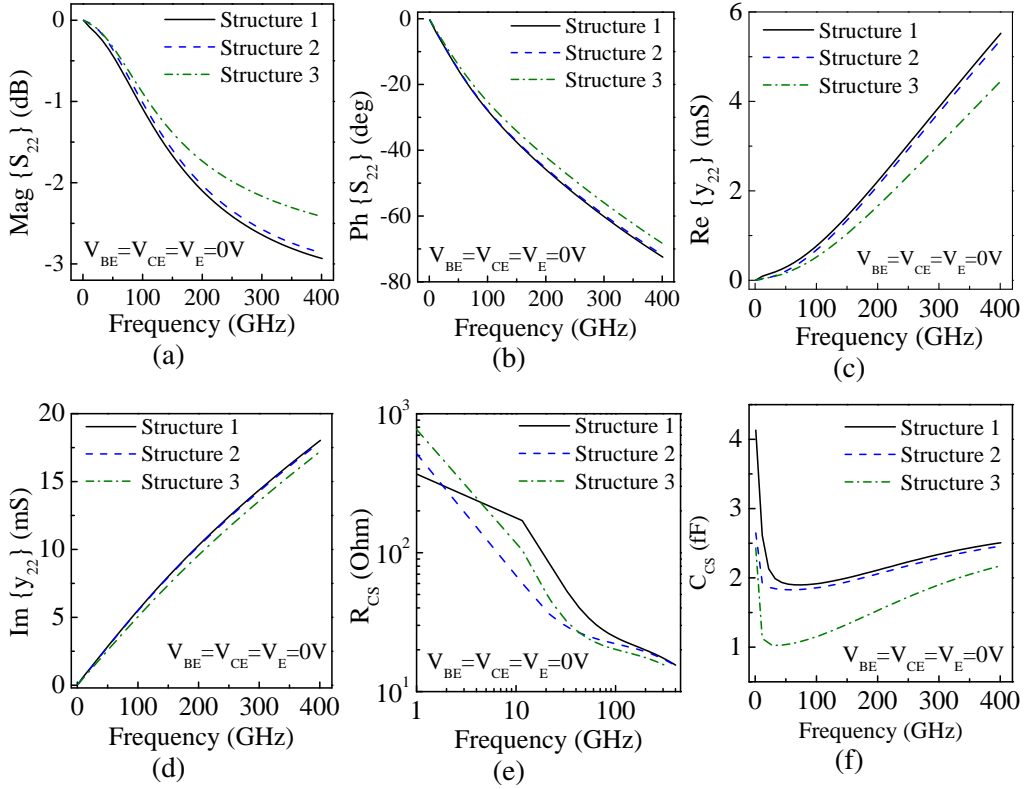 0
-1
-2
-3
0 100 200 300 400
Mag {S22} (dB)
Frequency (GHz)
Structure 1
Structure 2
Structure 3
VBE=VCE=VE=0V
(a)
0
-20
-40
-60
-80
0 100 200 300 400
Ph {S22} (deg)
Frequency (GHz)
Structure 1
Structure 2
Structure 3
VBE=VCE=VE=0V
(b)
6
4
2
0
0 100 200 300 400
Re {y22} (mS)
Frequency (GHz)
Structure 1
Structure 2
Structure 3
VBE=VCE=VE=0V
(c)
20
15
10
5
0
0 100 200 300 400
Im {y22} (mS)
Frequency (GHz)
Structure 1
Structure 2
Structure 3
VBE=VCE=VE=0V
(d)
10^3
10^2
10^1
1 10 100
RCS (Ohm)
Frequency (GHz)
Structure 1
Structure 2
Structure 3
VBE=VCE=VE=0V
(e)
4
3
2
1
0 100 200 300 400
CCS (fF)
Frequency (GHz)
Structure 1
Structure 2
Structure 3
VBE=VCE=VE=0V
(f)